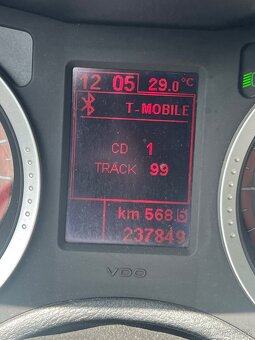 12 05 29.0°C
T-MOBILE
CD 1
TRACK 99
km 568.5
237849
VDO